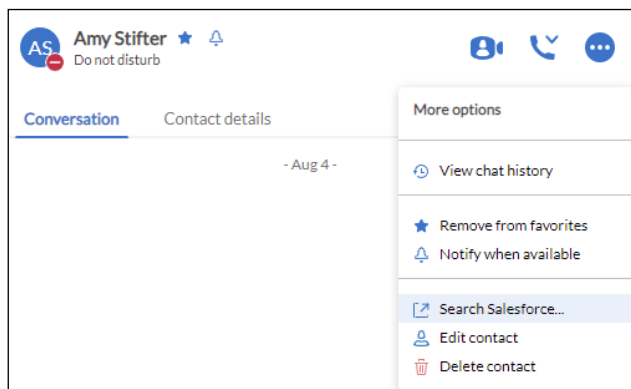 AS
Amy Stifter
Do not disturb
Conversation
Contact details
- Aug 4 -
More options
View chat history
Remove from favorites
Notify when available
Search Salesforce...
Edit contact
Delete contact